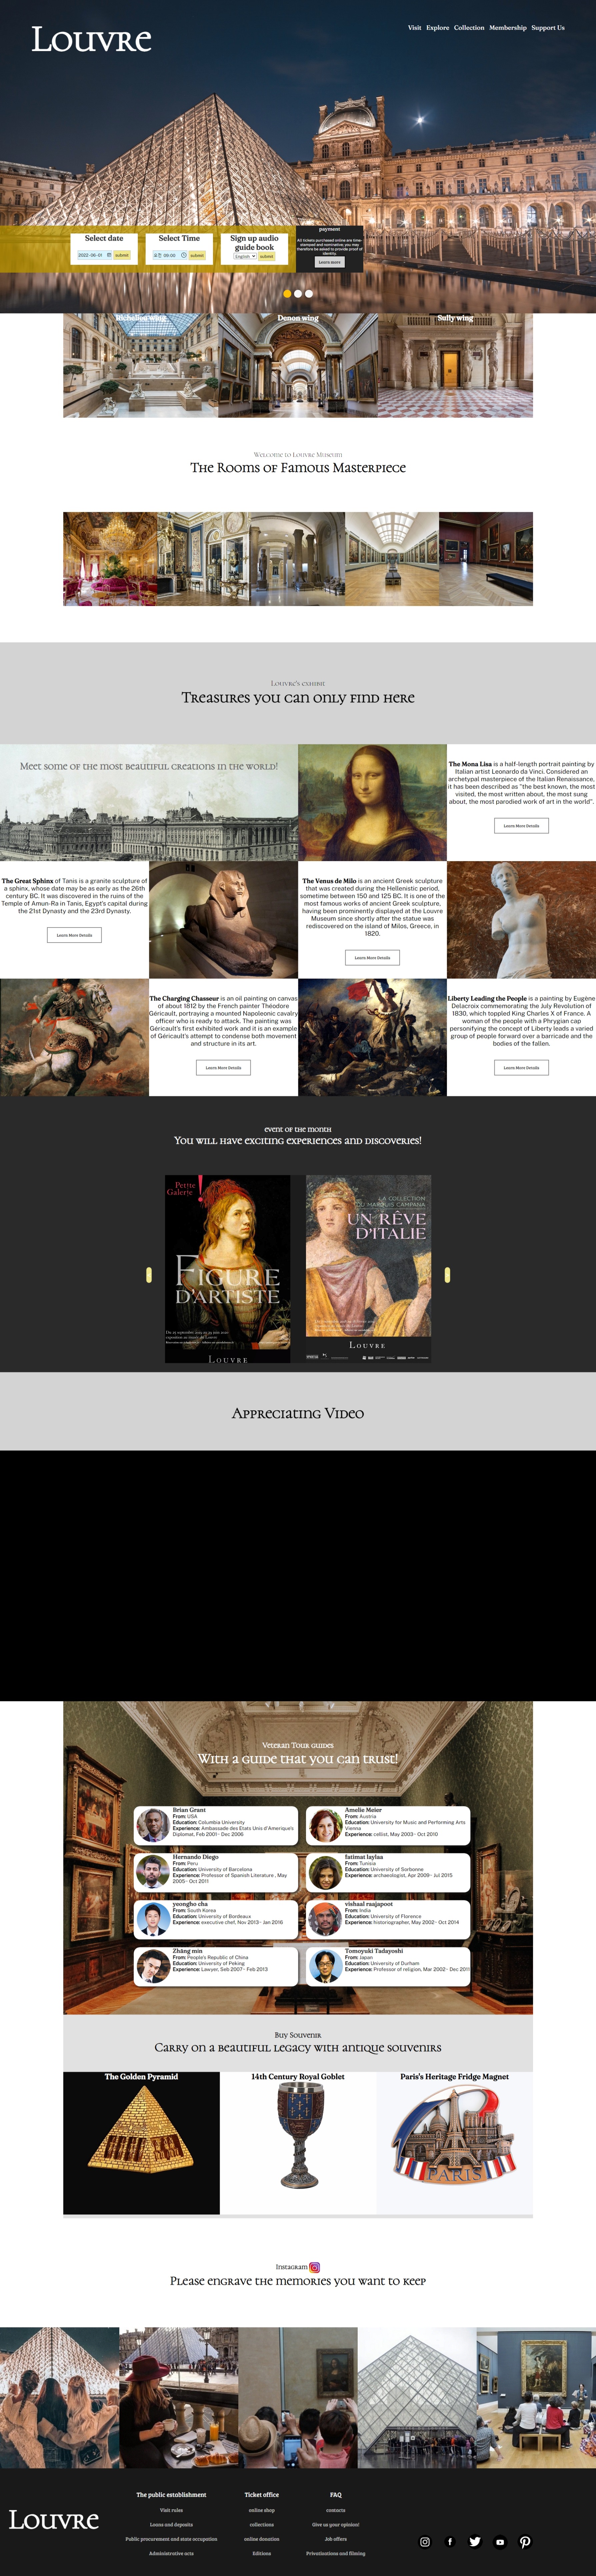 Louvre
Visit Explore Collection Membership Support Us
Select date
2022-06-01
submit
Select Time
09:00
submit
Sign up audio
guide book
English
submit
payment
All tickets purchased online are time-
stamped and nominative; you may
therefore be asked to provide proof of
identity.
Learn more
Richelieu wing
Denon wing
Sully wing
Welcome to Louvre Museum
The Rooms of Famous Masterpiece
Louvre's exhibit
Treasures you can only find here
Meet some of the most beautiful creations in the world!
The Mona Lisa is a half-length portrait painting by
Italian artist Leonardo da Vinci. Considered an
archetypal masterpiece of the Italian Renaissance,
it has been described as "the best known, the most
visited, the most written about, the most sung
about, the most parodied work of art in the world".
Learn More Details
The Great Sphinx of Tanis is a granite sculpture of
a sphinx, whose date may be as early as the 26th
century BC. It was discovered in the ruins of the
Temple of Amun-Ra in Tanis, Egypt's capital during
the 21st Dynasty and the 23rd Dynasty.
Learn More Details
The Venus de Milo is an ancient Greek sculpture
that was created during the Hellenistic period,
sometime between 150 and 125 BC. It is one of the
most famous works of ancient Greek sculpture,
having been prominently displayed at the Louvre
Museum since shortly after the statue was
rediscovered on the island of Milos, Greece, in
1820.
Learn More Details
The Charging Chasseur is an oil painting on canvas
of about 1812 by the French painter Théodore
Géricault, portraying a mounted Napoleonic cavalry
officer who is ready to attack. The painting was
Géricault's first exhibited work and it is an example
of Géricault's attempt to condense both movement
and structure in its art.
Learn More Details
Liberty Leading the People is a painting by Eugène
Delacroix commemorating the July Revolution of
1830, which toppled King Charles X of France. A
woman of the people with a Phrygian cap
personifying the concept of Liberty leads a varied
group of people forward over a barricade and the
bodies of the fallen.
Learn More Details
event of the month
You will have exciting experiences and discoveries!
Petite
Galerie
!
FIGURE
D'ARTISTE
LOUVRE
LA COLLECTION
DU MARQUIS CAMPANA
UN RÊVE
D'ITALIE
LOUVRE
Appreciating Video
Veteran Tour guides
With a guide that you can trust!
Brian Grant
From: USA
Education: Columbia University
Experience: Ambassade des Etats Unis d'Amerique's
Diplomat, Feb 2001~ Dec 2006
Amelie Meier
From: Austria
Education: University for Music and Performing Arts
Vienna
Experience: cellist, May 2003~ Oct 2010
Hernando Diego
From: Peru
Education: University of Barcelona
Experience: Professor of Spanish Literature , May
2005~ Oct 2011
fatimat laylaa
From: Tunisia
Education: University of Sorbonne
Experience: archaeologist, Apr 2009~ Jul 2015
yeongho cha
From: South Korea
Education: University of Bordeaux
Experience: executive chef, Nov 2013~ Jan 2016
vishaal raajapoot
From: India
Education: University of Florence
Experience: historiographer, May 2002~ Oct 2014
Zhāng mín
From: People's Republic of China
Education: University of Peking
Experience: Lawyer, Seb 2007~ Feb 2013
Tomoyuki Tadayoshi
From: Japan
Education: University of Durham
Experience: Professor of religion, Mar 2002~ Dec 2011
Buy Souvenir
Carry on a beautiful legacy with antique souvenirs
The Golden Pyramid
14th Century Royal Goblet
Paris's Heritage Fridge Magnet
PARIS
Instagram
Please engrave the memories you want to keep
Louvre
The public establishment
Visit rules
Loans and deposits
Public procurement and state occupation
Administrative acts
Ticket office
online shop
collections
online donation
Editions
FAQ
contacts
Give us your opinion!
Job offers
Privatisations and filming